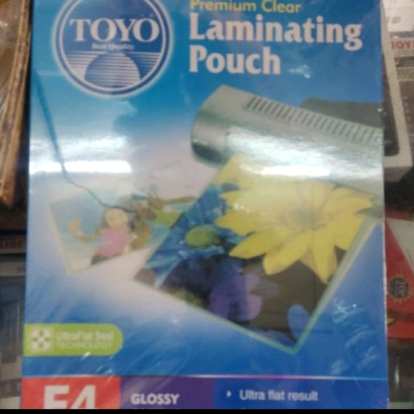 TOYO
Best Quality
Premium Clear
Laminating
Pouch
UltraFlat Seal
TECHNOLOGY
F4
GLOSSY
Ultra flat result